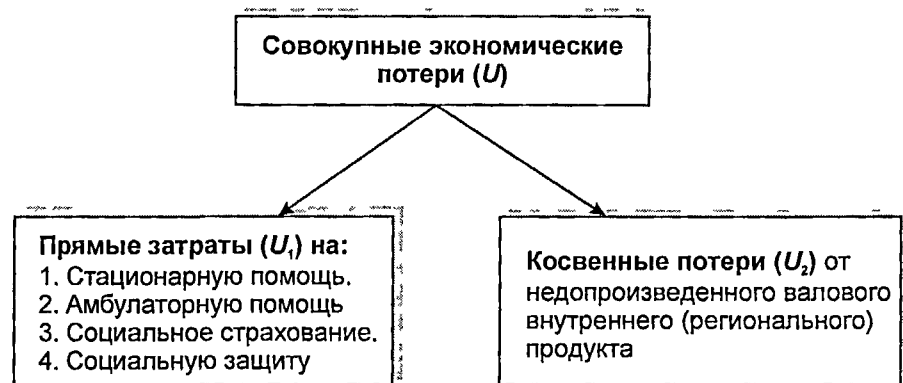 Совокупные экономические
потери (U)
Прямые затраты (U₁) на:
1. Стационарную помощь.
2. Амбулаторную помощь
3. Социальное страхование.
4. Социальную защиту
Косвенные потери (U₂) от
недопроизведенного валового
внутреннего (регионального)
продукта